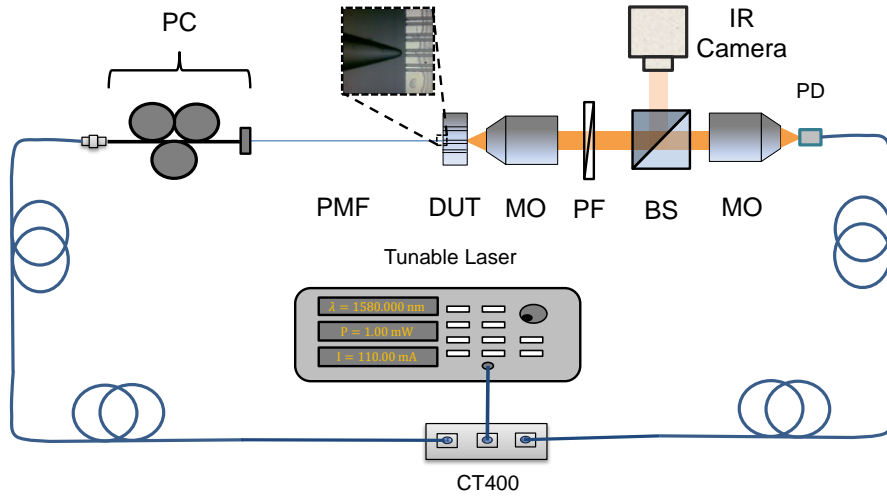 PC
IR
Camera
PD
PMF
DUT
MO
PF
BS
MO
Tunable Laser
λ = 1580.000 nm
P = 1.00 mW
I = 110.00 mA
CT400